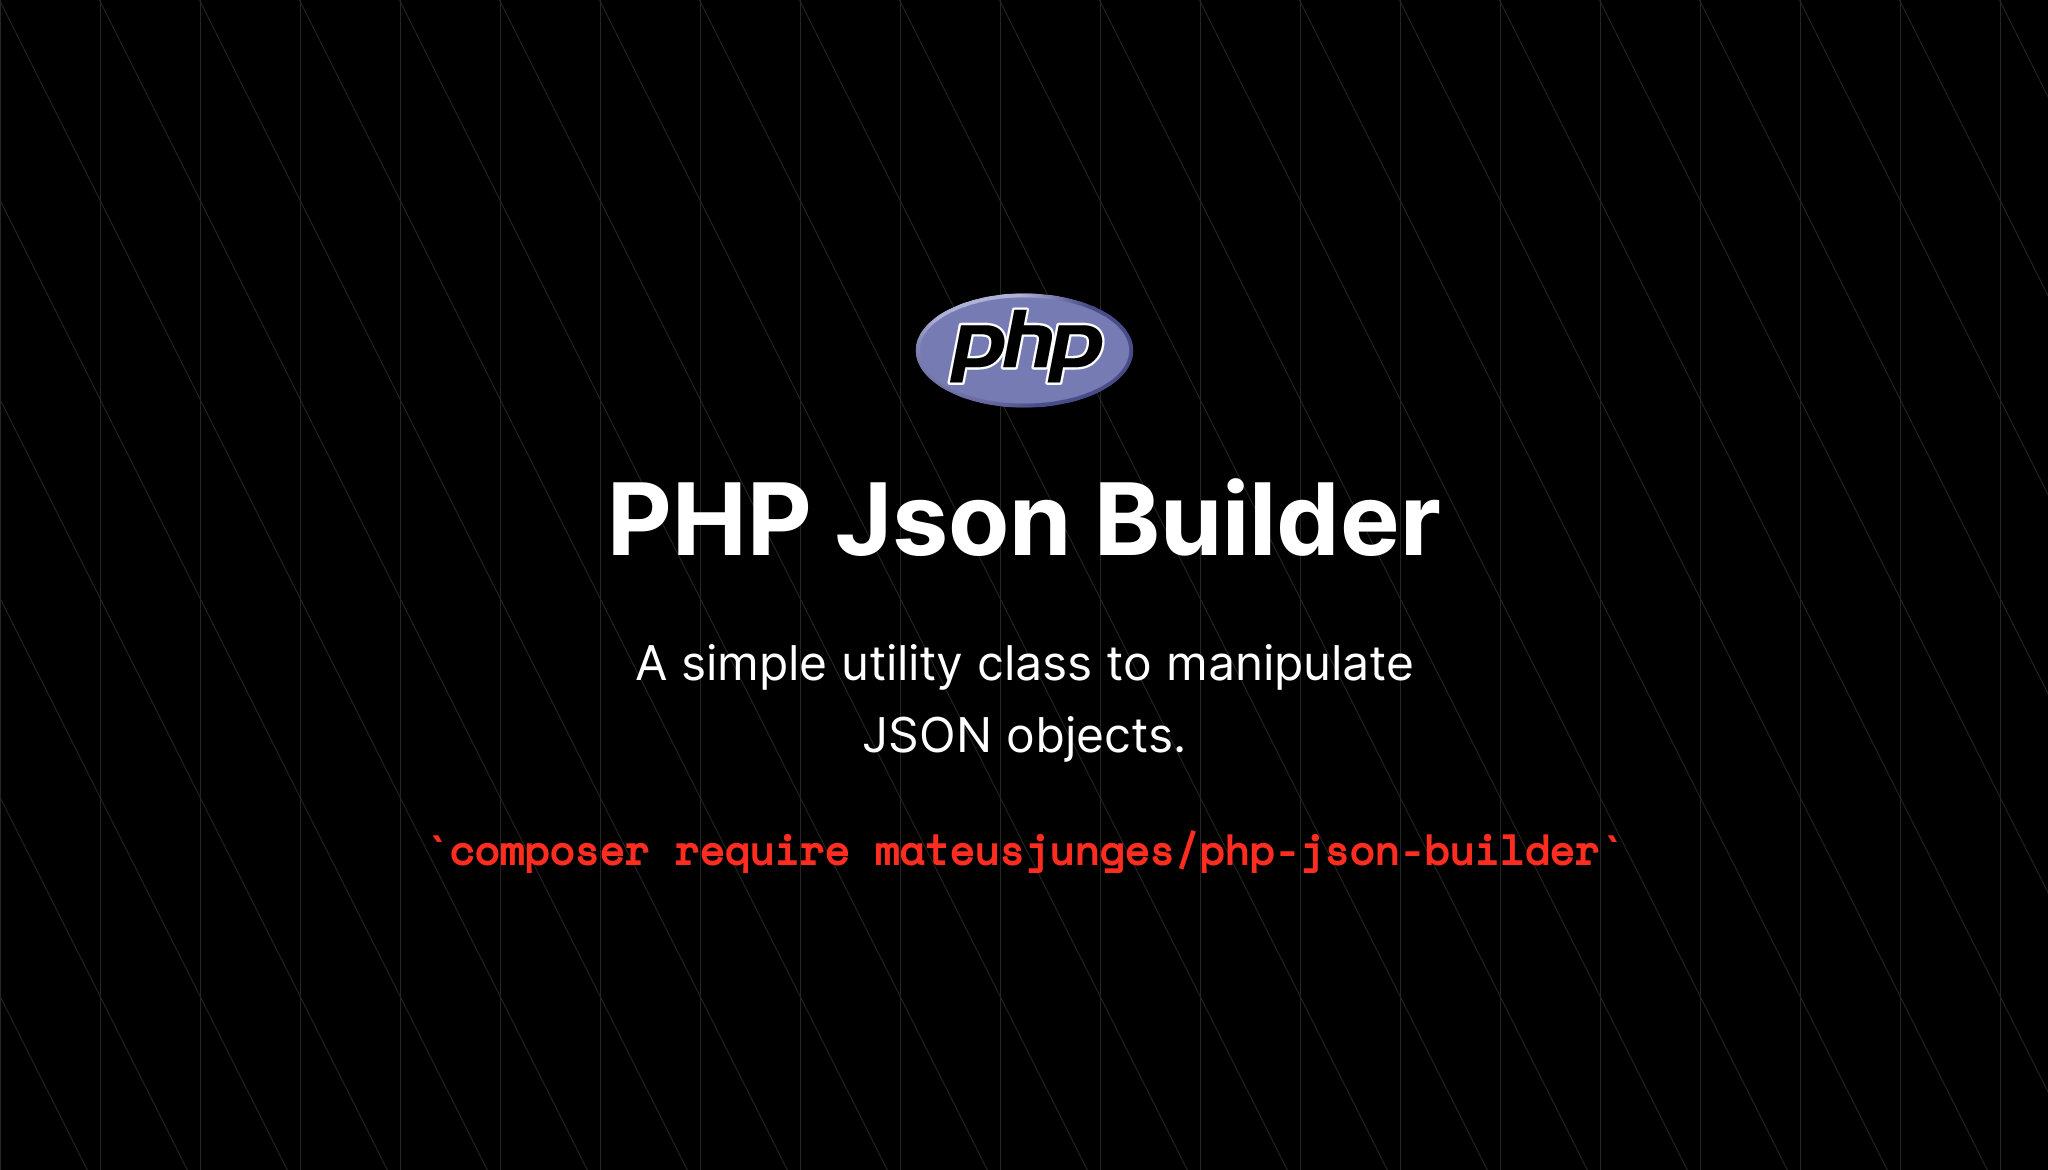 php
PHP Json Builder
A simple utility class to manipulate
JSON objects.
`composer require mateusjunges/php-json-builder`